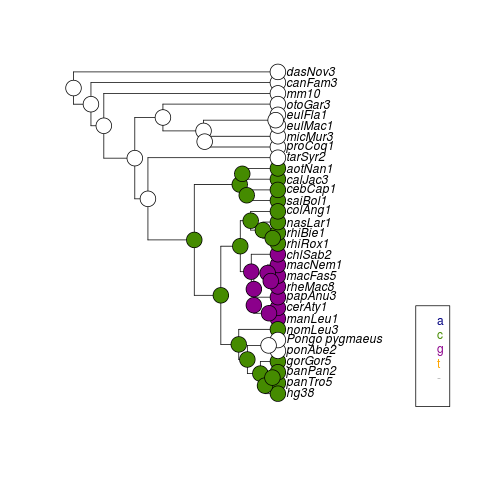 dasNov3
canFam3
mm10
otoGar3
eulFla1
eulMac1
micMur3
proCoq1
tarSyr2
aotNan1
calJac3
cebCap1
saiBol1
colAng1
nasLar1
rhiBie1
rhiRox1
chlSab2
macNem1
macFas5
rheMac8
papAnu3
cerAty1
manLeu1
nomLeu3
Pongo pygmaeus
ponAbe2
gorGor5
panPan2
panTro5
hg38
a
c
g
t
-